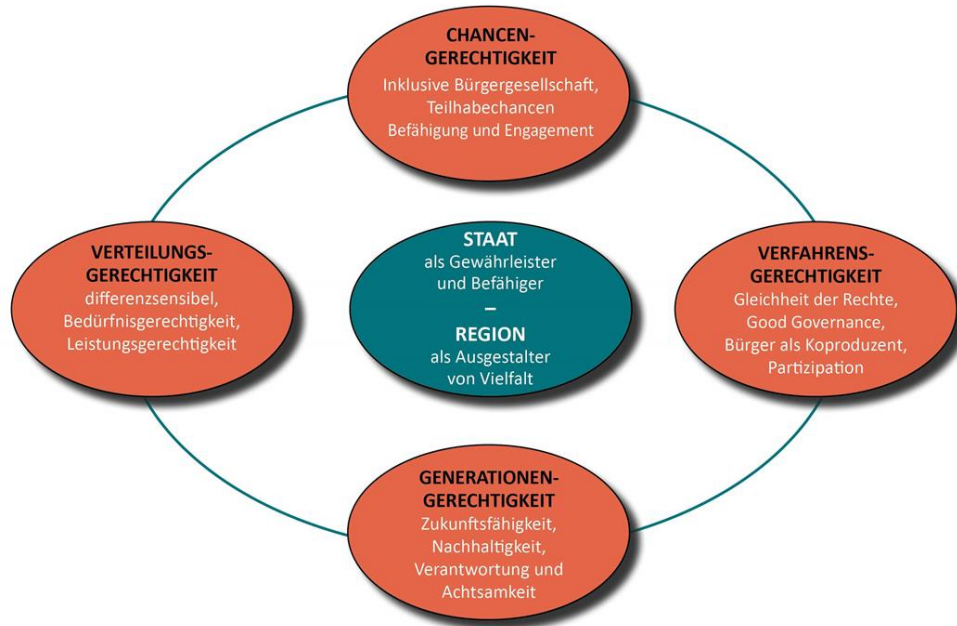 CHANCEN-
GERECHTIGKEIT
Inklusive Bürgergesellschaft,
Teilhabechancen
Befähigung und Engagement
VERTEILUNGS-
GERECHTIGKEIT
differenzsensibel,
Bedürfnisgerechtigkeit,
Leistungsgerechtigkeit
STAAT
als Gewährleister
und Befähiger
–
REGION
als Ausgestalter
von Vielfalt
VERFAHRENS-
GERECHTIGKEIT
Gleichheit der Rechte,
Good Governance,
Bürger als Koproduzent,
Partizipation
GENERATIONEN-
GERECHTIGKEIT
Zukunftsfähigkeit,
Nachhaltigkeit,
Verantwortung und
Achtsamkeit